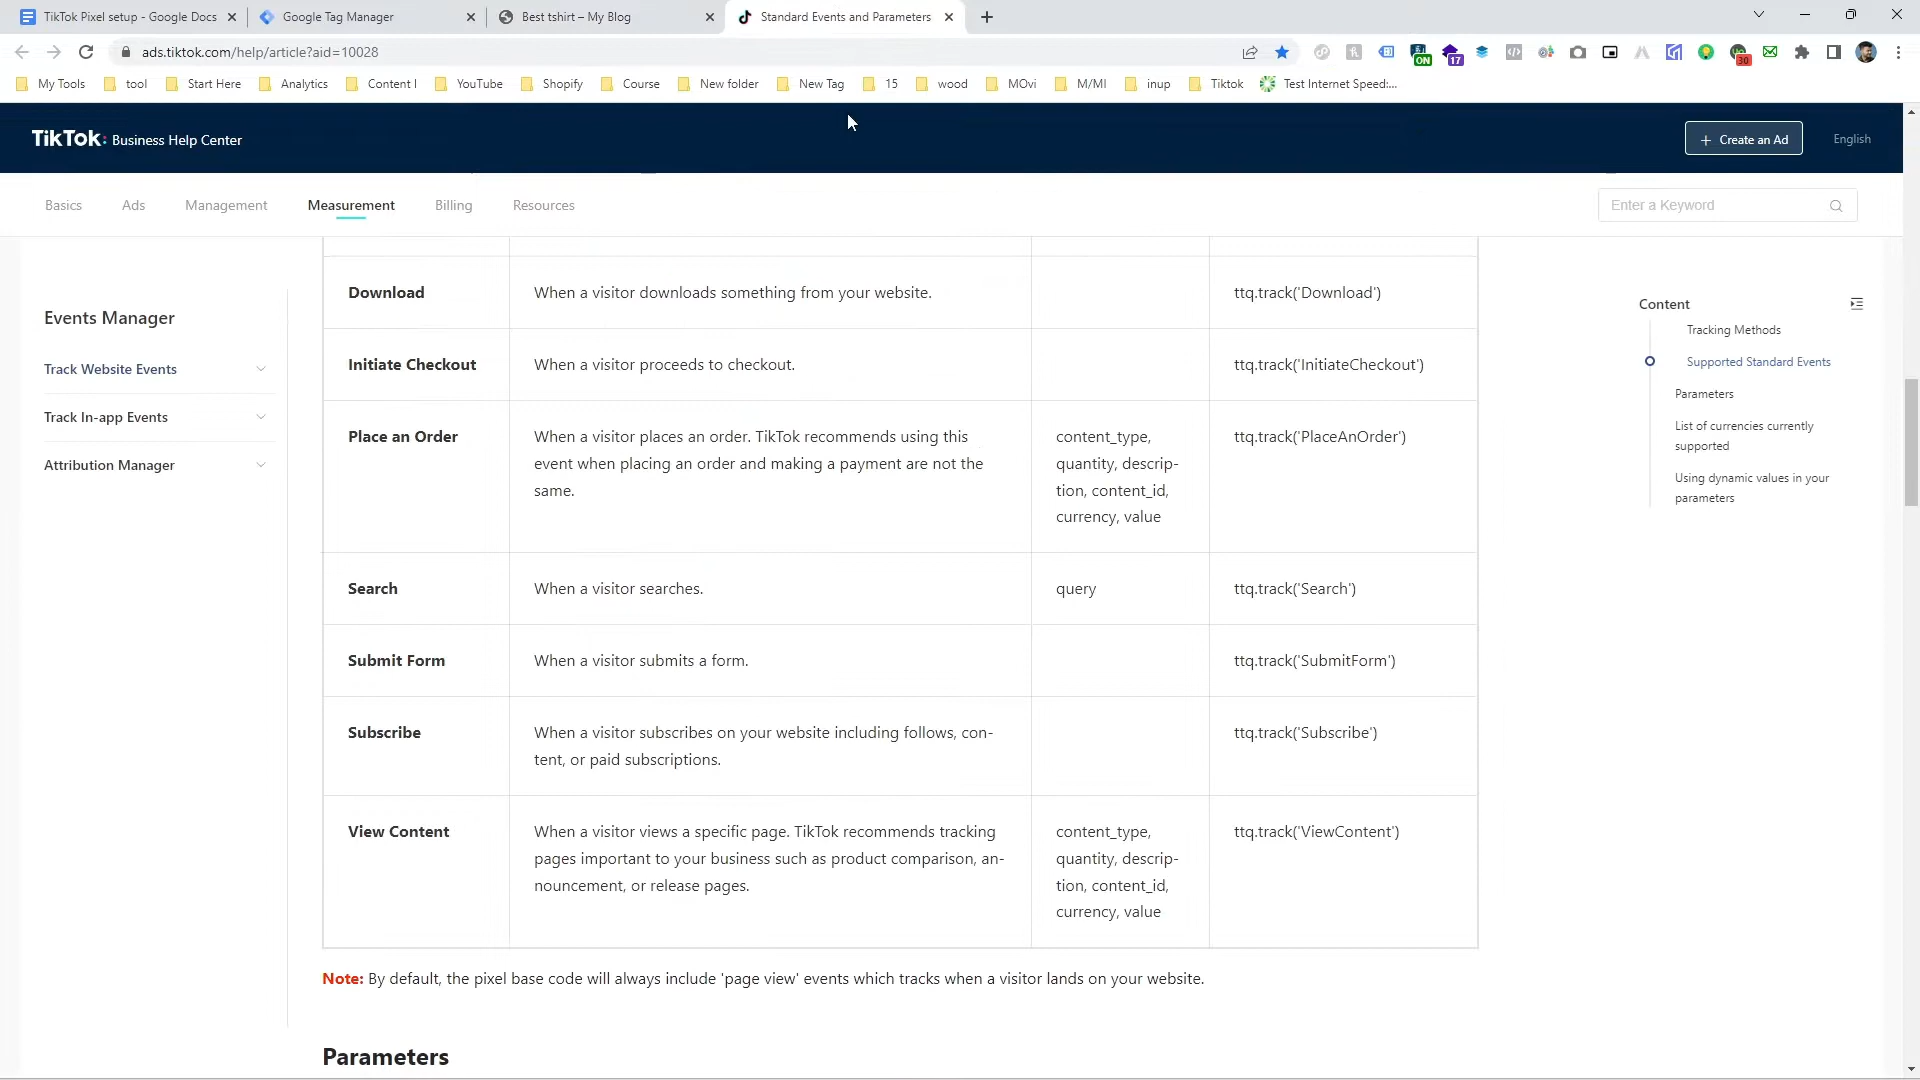 TikTok Pixel setup - Google Docs
Google Tag Manager
Best tshirt – My Blog
Standard Events and Parameters
ads.tiktok.com/help/article?aid=10028
ON
17
30
My Tools
tool
Start Here
Analytics
Content I
YouTube
Shopify
Course
New folder
New Tag
15
wood
MOvi
M/MI
inup
Tiktok
Test Internet Speed:...
TikTok: Business Help Center
+ Create an Ad
English
Basics
Ads
Management
Measurement
Billing
Resources
Enter a Keyword
Events Manager
Track Website Events
Track In-app Events
Attribution Manager
Download
When a visitor downloads something from your website.
ttq.track('Download')
Initiate Checkout
When a visitor proceeds to checkout.
ttq.track('InitiateCheckout')
Place an Order
When a visitor places an order. TikTok recommends using this
event when placing an order and making a payment are not the
same.
content_type,
quantity, descrip-
tion, content_id,
currency, value
ttq.track('PlaceAnOrder')
Search
When a visitor searches.
query
ttq.track('Search')
Submit Form
When a visitor submits a form.
ttq.track('SubmitForm')
Subscribe
When a visitor subscribes on your website including follows, con-
tent, or paid subscriptions.
ttq.track('Subscribe')
View Content
When a visitor views a specific page. TikTok recommends tracking
pages important to your business such as product comparison, an-
nouncement, or release pages.
content_type,
quantity, descrip-
tion, content_id,
currency, value
ttq.track('ViewContent')
Note: By default, the pixel base code will always include 'page view' events which tracks when a visitor lands on your website.
Parameters
Content
Tracking Methods
Supported Standard Events
Parameters
List of currencies currently
supported
Using dynamic values in your
parameters